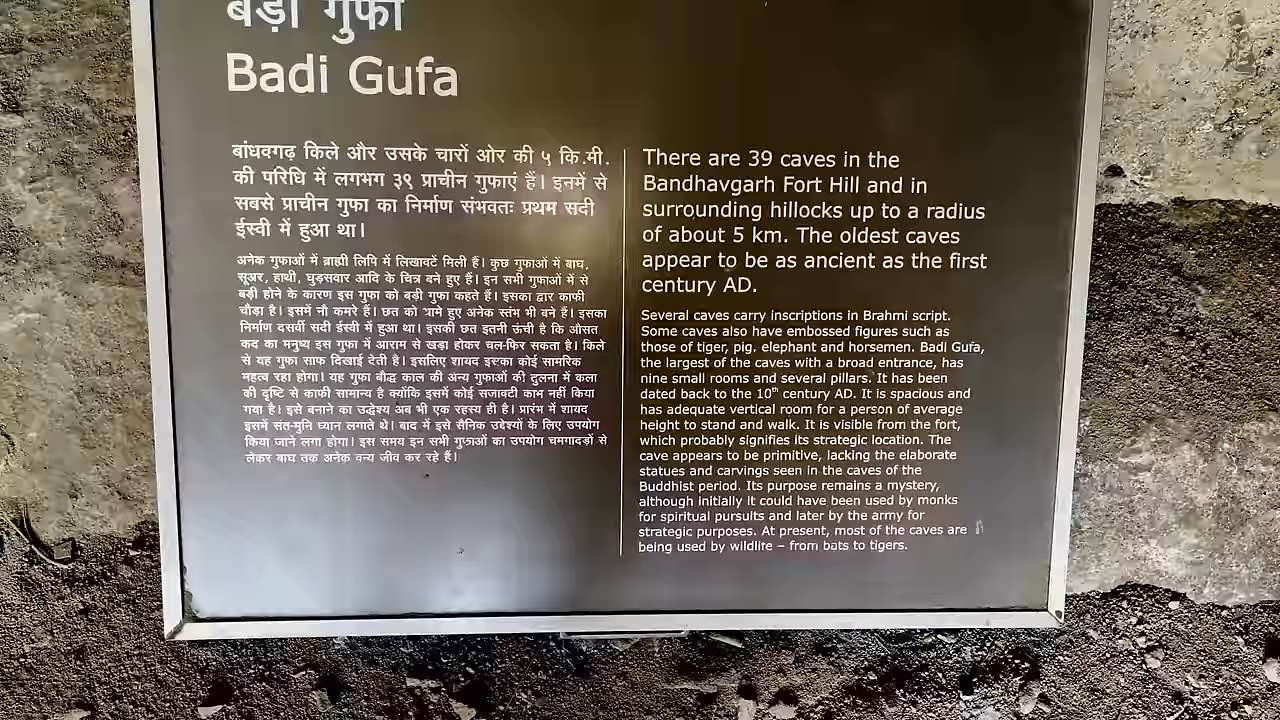 बड़ी गुफा
Badi Gufa
बांधवगढ़ किले और उसके चारों ओर की ५ कि.मी.
की परिधि में लगभग ३९ प्राचीन गुफाएं हैं। इनमें से
सबसे प्राचीन गुफा का निर्माण संभवतः प्रथम सदी
ईस्वी में हुआ था।
अनेक गुफाओं में ब्राह्मी लिपि में लिखावटें मिली हैं। कुछ गुफाओं में बाघ,
सूअर, हाथी, घुड़सवार आदि के चित्र बने हुए हैं। इन सभी गुफाओं में से
बड़ी होने के कारण इस गुफा को बड़ी गुफा कहते हैं। इसका द्वार काफी
चौड़ा है। इसमें नौ कमरे हैं। छत को थामे हुए अनेक स्तंभ भी बने हैं। इसका
निर्माण दसवीं सदी ईस्वी में हुआ था। इसकी छत इतनी ऊंची है कि औसत
कद का मनुष्य इस गुफा में आराम से खड़ा होकर चल-फिर सकता है। किले
से यह गुफा साफ दिखाई देती है। इसलिए शायद इसका कोई सामरिक
महत्व रहा होगा। यह गुफा बौद्ध काल की अन्य गुफाओं की तुलना में कला
की दृष्टि से काफी सामान्य है क्योंकि इसमें कोई सजावटी काम नहीं किया
गया है। इसे बनाने का उद्धेश्य अब भी एक रहस्य ही है। प्रारंभ में शायद
इसमें संत-मुनि ध्यान लगाते थे। बाद में इसे सैनिक उद्देश्यों के लिए उपयोग
किया जाने लगा होगा। इस समय इन सभी गुफाओं का उपयोग चमगादड़ों से
लेकर बाघ तक अनेक वन्य जीव कर रहे हैं।
There are 39 caves in the
Bandhavgarh Fort Hill and in
surrounding hillocks up to a radius
of about 5 km. The oldest caves
appear to be as ancient as the first
century AD.
Several caves carry inscriptions in Brahmi script.
Some caves also have embossed figures such as
those of tiger, pig, elephant and horsemen. Badi Gufa,
the largest of the caves with a broad entrance, has
nine small rooms and several pillars. It has been
dated back to the 10th century AD. It is spacious and
has adequate vertical room for a person of average
height to stand and walk. It is visible from the fort,
which probably signifies its strategic location. The
cave appears to be primitive, lacking the elaborate
statues and carvings seen in the caves of the
Buddhist period. Its purpose remains a mystery,
although initially it could have been used by monks
for spiritual pursuits and later by the army for
strategic purposes. At present, most of the caves are
being used by wildlife – from bats to tigers.